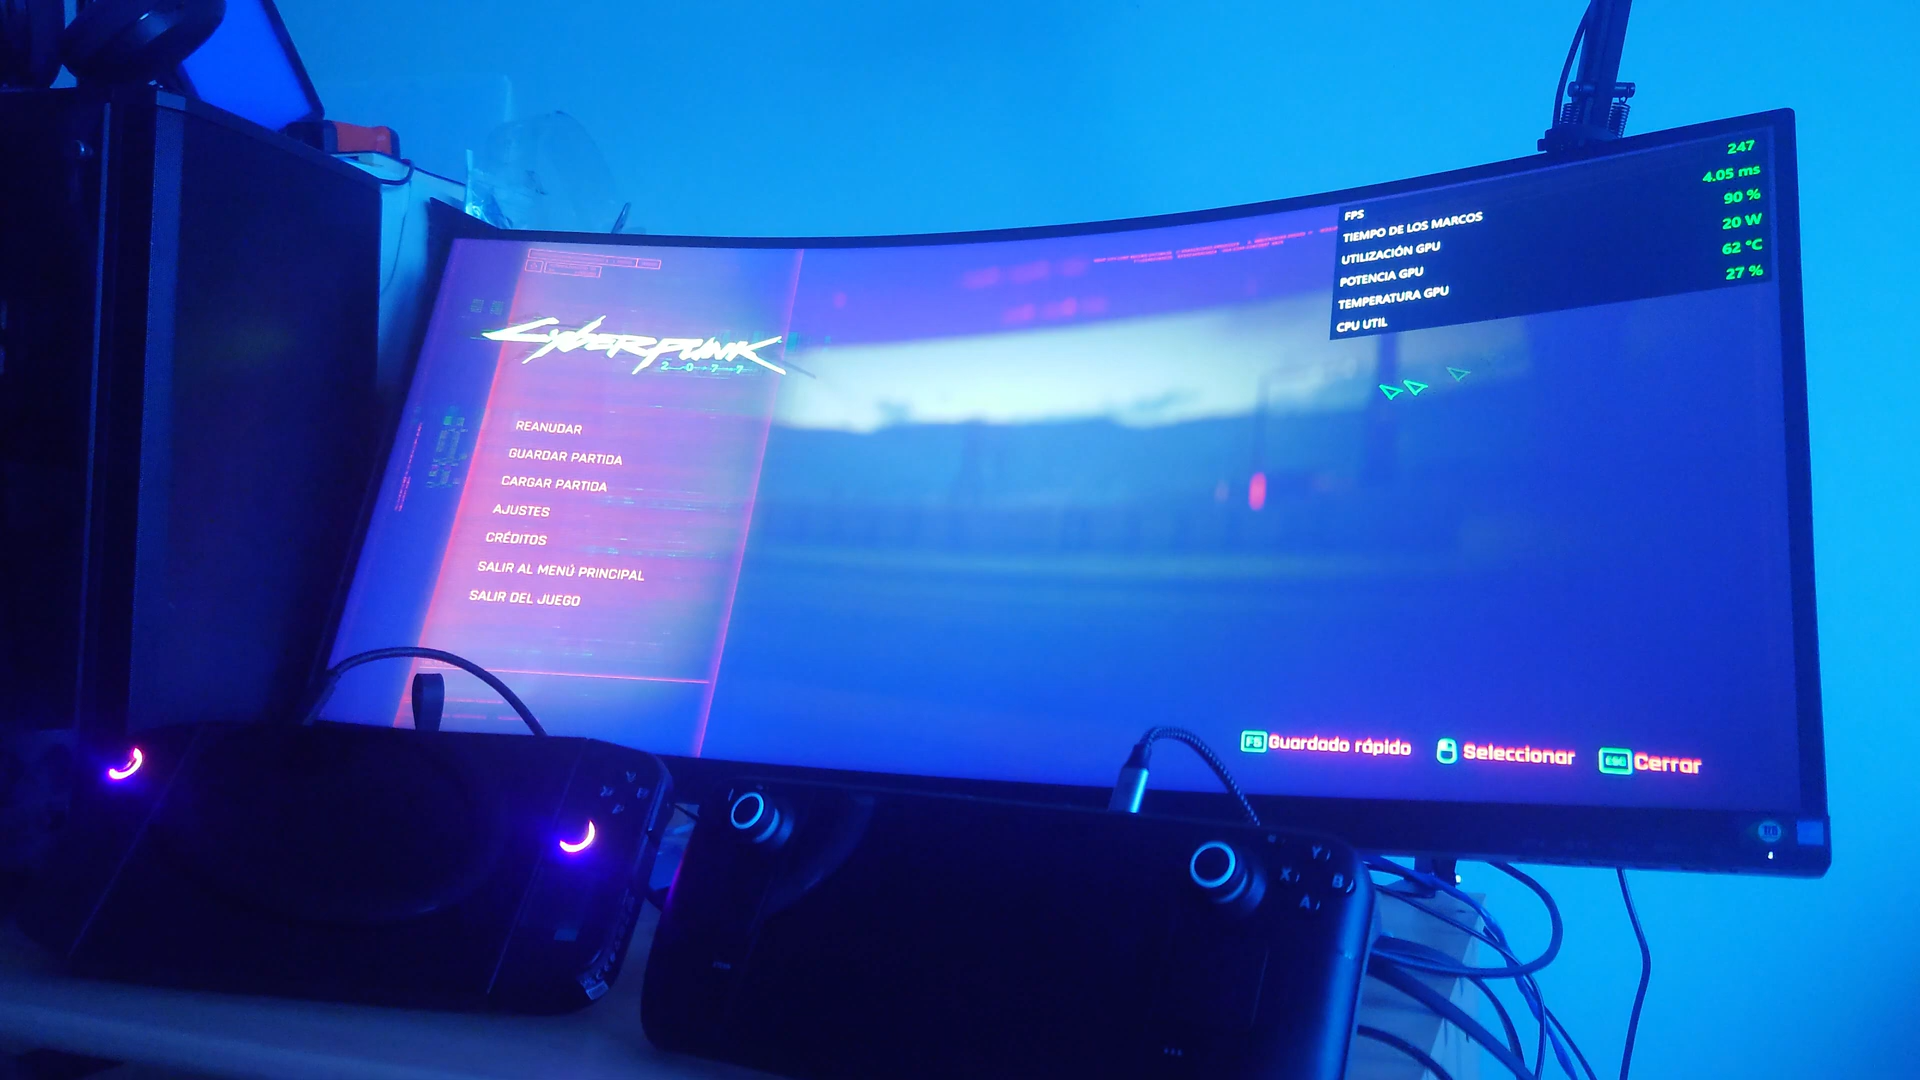 CYBERPUNK
2077
REANUDAR
GUARDAR PARTIDA
CARGAR PARTIDA
AJUSTES
CRÉDITOS
SALIR AL MENÚ PRINCIPAL
SALIR DEL JUEGO
FPS 247
TIEMPO DE LOS MARCOS 4.05 ms
UTILIZACIÓN GPU 90 %
POTENCIA GPU 20 W
TEMPERATURA GPU 62 °C
CPU UTIL 27 %
F5 Guardado rápido
Seleccionar
ESC Cerrar
Y
X B
A